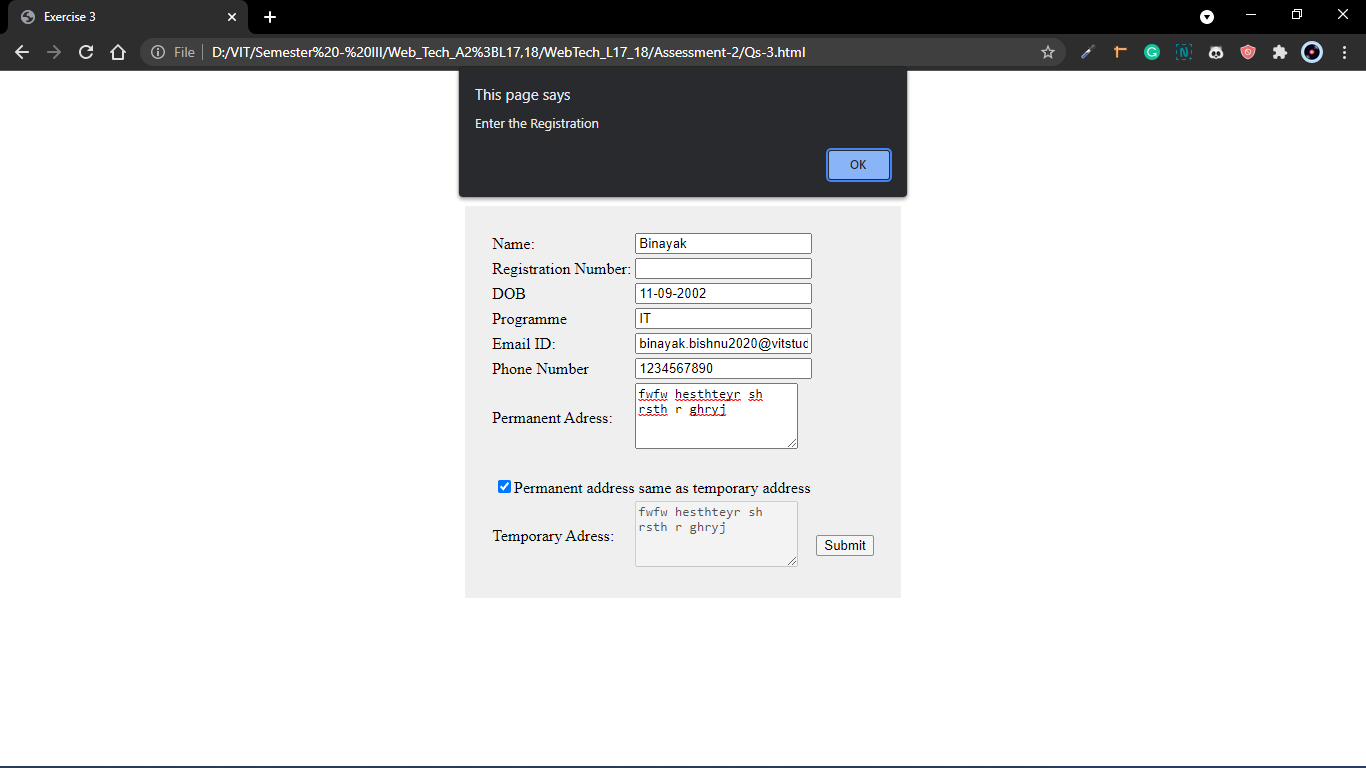 Exercise 3
File
D:/VIT/Semester%20-%20III/Web_Tech_A2%3BL17,18/WebTech_L17_18/Assessment-2/Qs-3.html
This page says
Enter the Registration
OK
Name: Binayak
Registration Number:
DOB 11-09-2002
Programme IT
Email ID: binayak.bishnu2020@vitstud
Phone Number 1234567890
Permanent Adress:
fwfw hesthteyr sh
rsth r ghryj
Permanent address same as temporary address
Temporary Adress:
fwfw hesthteyr sh
rsth r ghryj
Submit